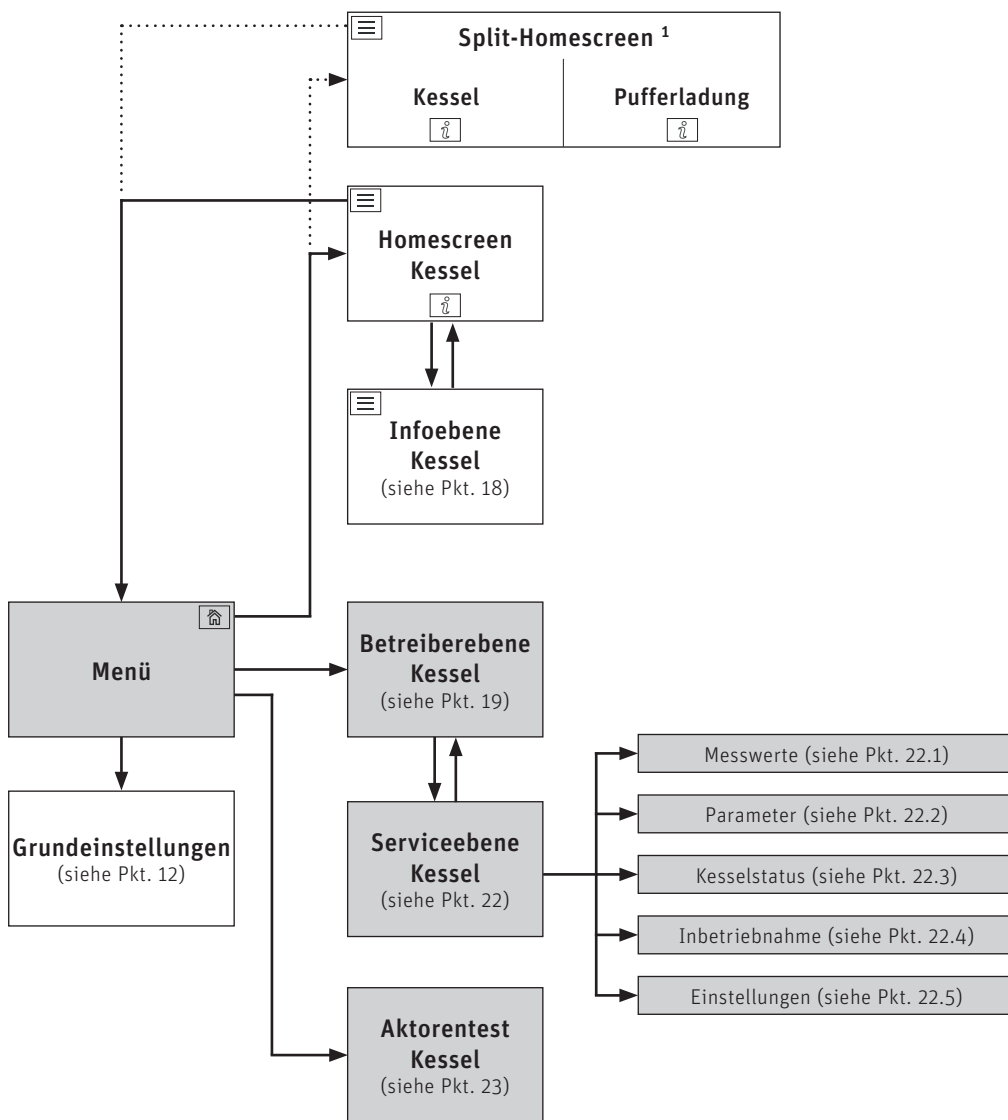 Split-Homescreen ¹
Kessel
Pufferladung
i
i
Homescreen
Kessel
i
Infoebene
Kessel
(siehe Pkt. 18)
Menü
Betreiberebene
Kessel
(siehe Pkt. 19)
Grundeinstellungen
(siehe Pkt. 12)
Serviceebene
Kessel
(siehe Pkt. 22)
Messwerte (siehe Pkt. 22.1)
Parameter (siehe Pkt. 22.2)
Kesselstatus (siehe Pkt. 22.3)
Inbetriebnahme (siehe Pkt. 22.4)
Einstellungen (siehe Pkt. 22.5)
Aktorentest
Kessel
(siehe Pkt. 23)